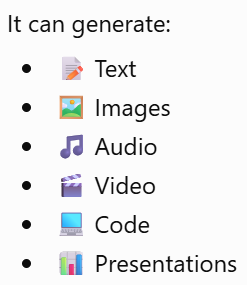 It can generate:
• 📝 Text
• 🖼️ Images
• 🎵 Audio
• 🎬 Video
• 💻 Code
• 📊 Presentations